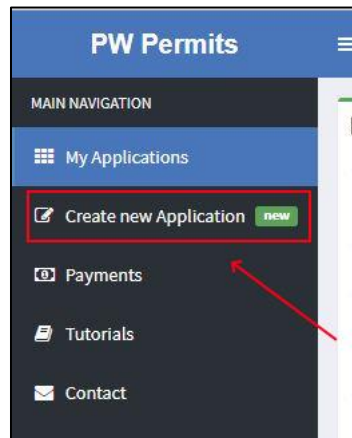 PW Permits
MAIN NAVIGATION
My Applications
Create new Application new
Payments
Tutorials
Contact